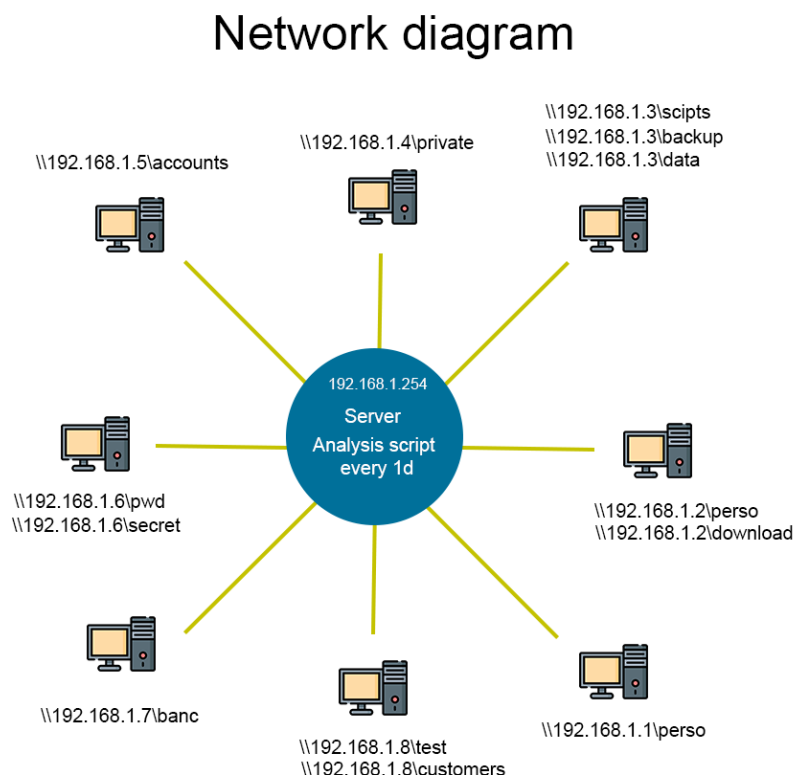 Network diagram
\\192.168.1.5\accounts
\\192.168.1.4\private
\\192.168.1.3\scipts
\\192.168.1.3\backup
\\192.168.1.3\data
192.168.1.254
Server
Analysis script
every 1d
\\192.168.1.6\pwd
\\192.168.1.6\secret
\\192.168.1.2\perso
\\192.168.1.2\download
\\192.168.1.7\banc
\\192.168.1.8\test
\\192.168.1.8\customers
\\192.168.1.1\perso